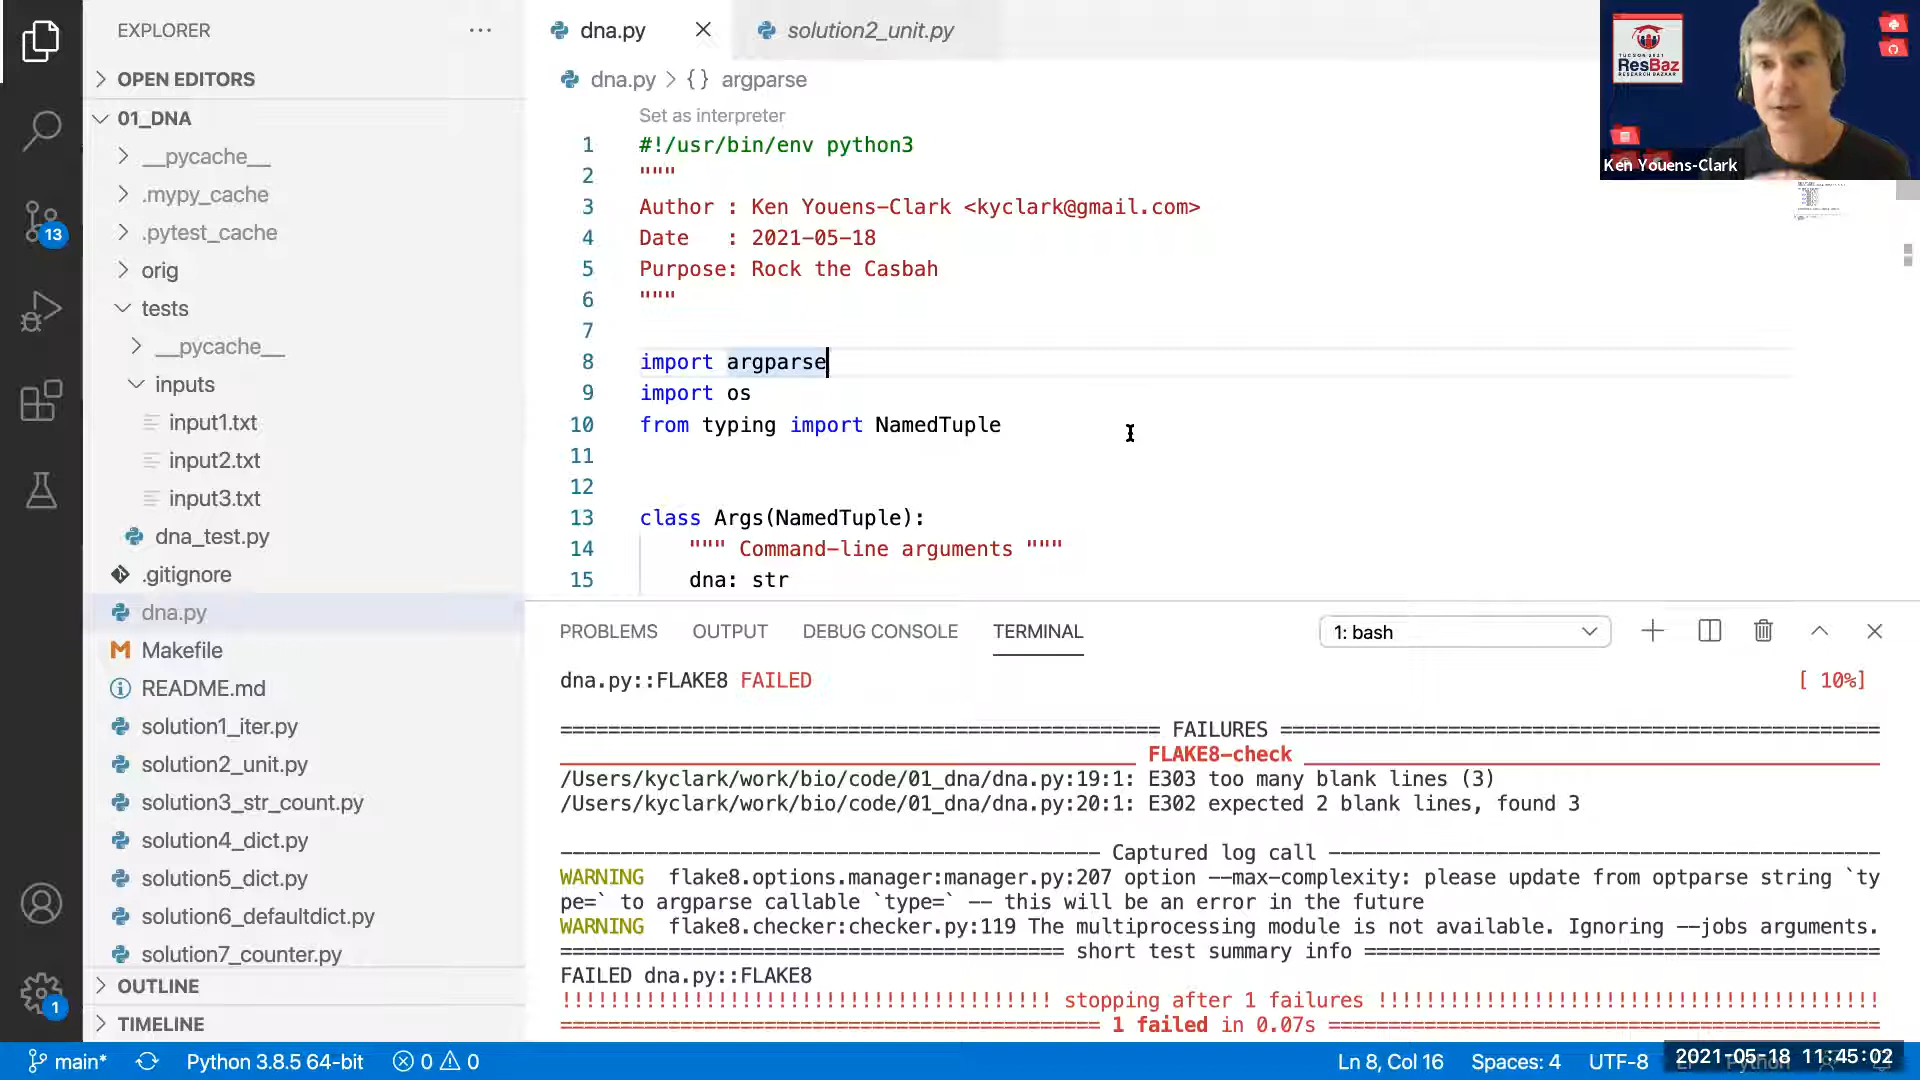 EXPLORER
OPEN EDITORS
01_DNA
__pycache__
.mypy_cache
.pytest_cache
orig
tests
__pycache__
inputs
input1.txt
input2.txt
input3.txt
dna_test.py
.gitignore
dna.py
Makefile
README.md
solution1_iter.py
solution2_unit.py
solution3_str_count.py
solution4_dict.py
solution5_dict.py
solution6_defaultdict.py
solution7_counter.py
OUTLINE
TIMELINE
13
1
dna.py
solution2_unit.py
dna.py > {} argparse
Set as interpreter
1 #!/usr/bin/env python3
2 """
3 Author : Ken Youens-Clark <kyclark@gmail.com>
4 Date   : 2021-05-18
5 Purpose: Rock the Casbah
6 """
7
8 import argparse
9 import os
10 from typing import NamedTuple
11
12
13 class Args(NamedTuple):
14     """ Command-line arguments """
15     dna: str
TUCSON 2021
ResBaz
RESEARCH BAZAAR
Ken Youens-Clark
PROBLEMS OUTPUT DEBUG CONSOLE TERMINAL
1: bash
dna.py::FLAKE8 FAILED [ 10%]
================================================= FAILURES =================================================
_______________________________________________ FLAKE8-check _______________________________________________
/Users/kyclark/work/bio/code/01_dna/dna.py:19:1: E303 too many blank lines (3)
/Users/kyclark/work/bio/code/01_dna/dna.py:20:1: E302 expected 2 blank lines, found 3
-------------------------------------------- Captured log call ---------------------------------------------
WARNING  flake8.options.manager:manager.py:207 option --max-complexity: please update from optparse string `ty
pe=` to argparse callable `type=` -- this will be an error in the future
WARNING  flake8.checker:checker.py:119 The multiprocessing module is not available. Ignoring --jobs arguments.
========================================= short test summary info ==========================================
FAILED dna.py::FLAKE8
!!!!!!!!!!!!!!!!!!!!!!!!!!!!!!!!!!!!!!!! stopping after 1 failures !!!!!!!!!!!!!!!!!!!!!!!!!!!!!!!!!!!!!!!!!
============================================ 1 failed in 0.07s =============================================
main* Python 3.8.5 64-bit 0 0
Ln 8, Col 16 Spaces: 4 UTF-8
2021-05-18 11:45:02